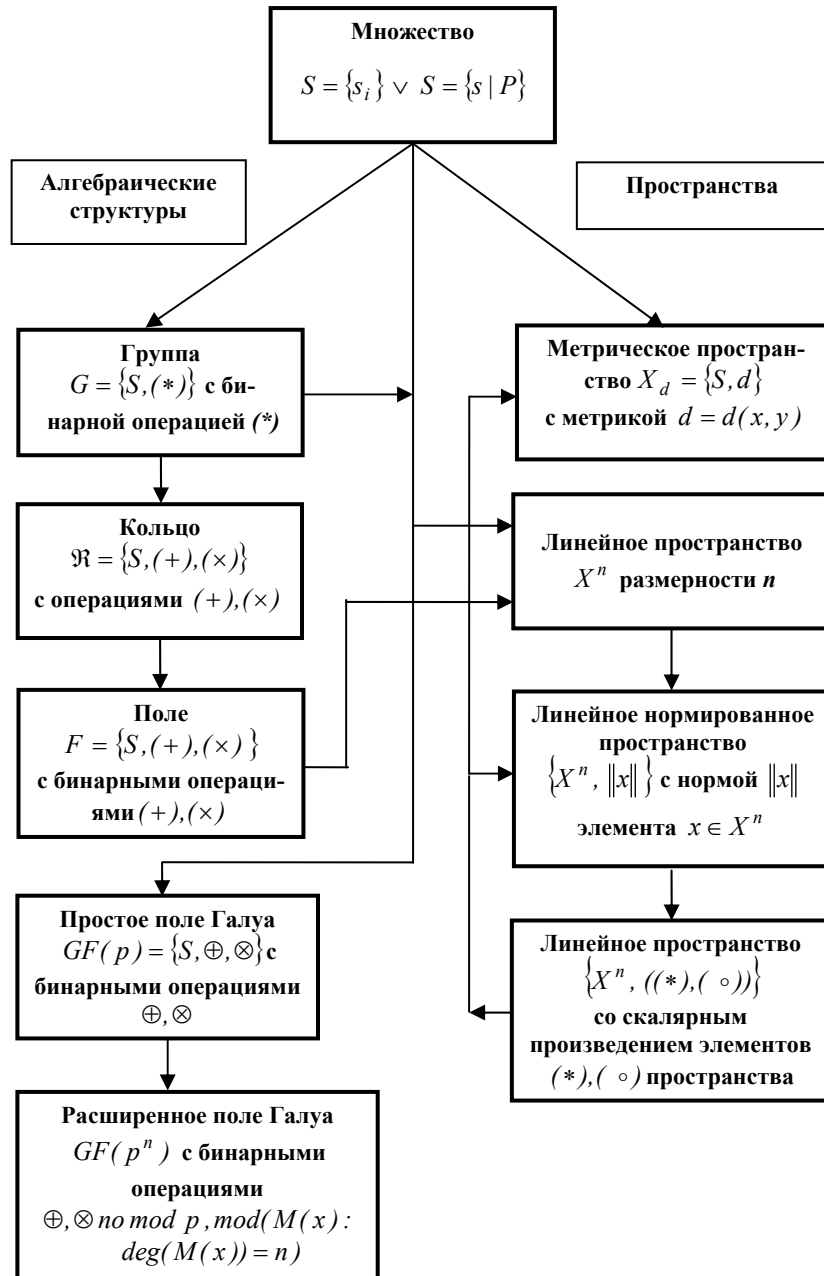 Множество
S = {s_i} ∨ S = {s | P}
Алгебраические
структуры
Пространства
Группа
G = {S,(∗)} с би-
нарной операцией (*)
Кольцо
ℜ = {S,(+),(×)}
с операциями (+),(×)
Поле
F = {S,(+),(×)}
с бинарными операци-
ями (+),(×)
Простое поле Галуа
GF(p) = {S,⊕,⊗} с
бинарными операциями
⊕,⊗
Расширенное поле Галуа
GF(p^n) с бинарными
операциями
⊕,⊗ по mod p, mod(M(x):
deg(M(x)) = n)
Метрическое простран-
ство X_d = {S,d}
с метрикой d = d(x,y)
Линейное пространство
X^n размерности n
Линейное нормированное
пространство
{X^n, ‖x‖} с нормой ‖x‖
элемента x ∈ X^n
Линейное пространство
{X^n, ((∗),(∘))}
со скалярным
произведением элементов
(∗),(∘) пространства